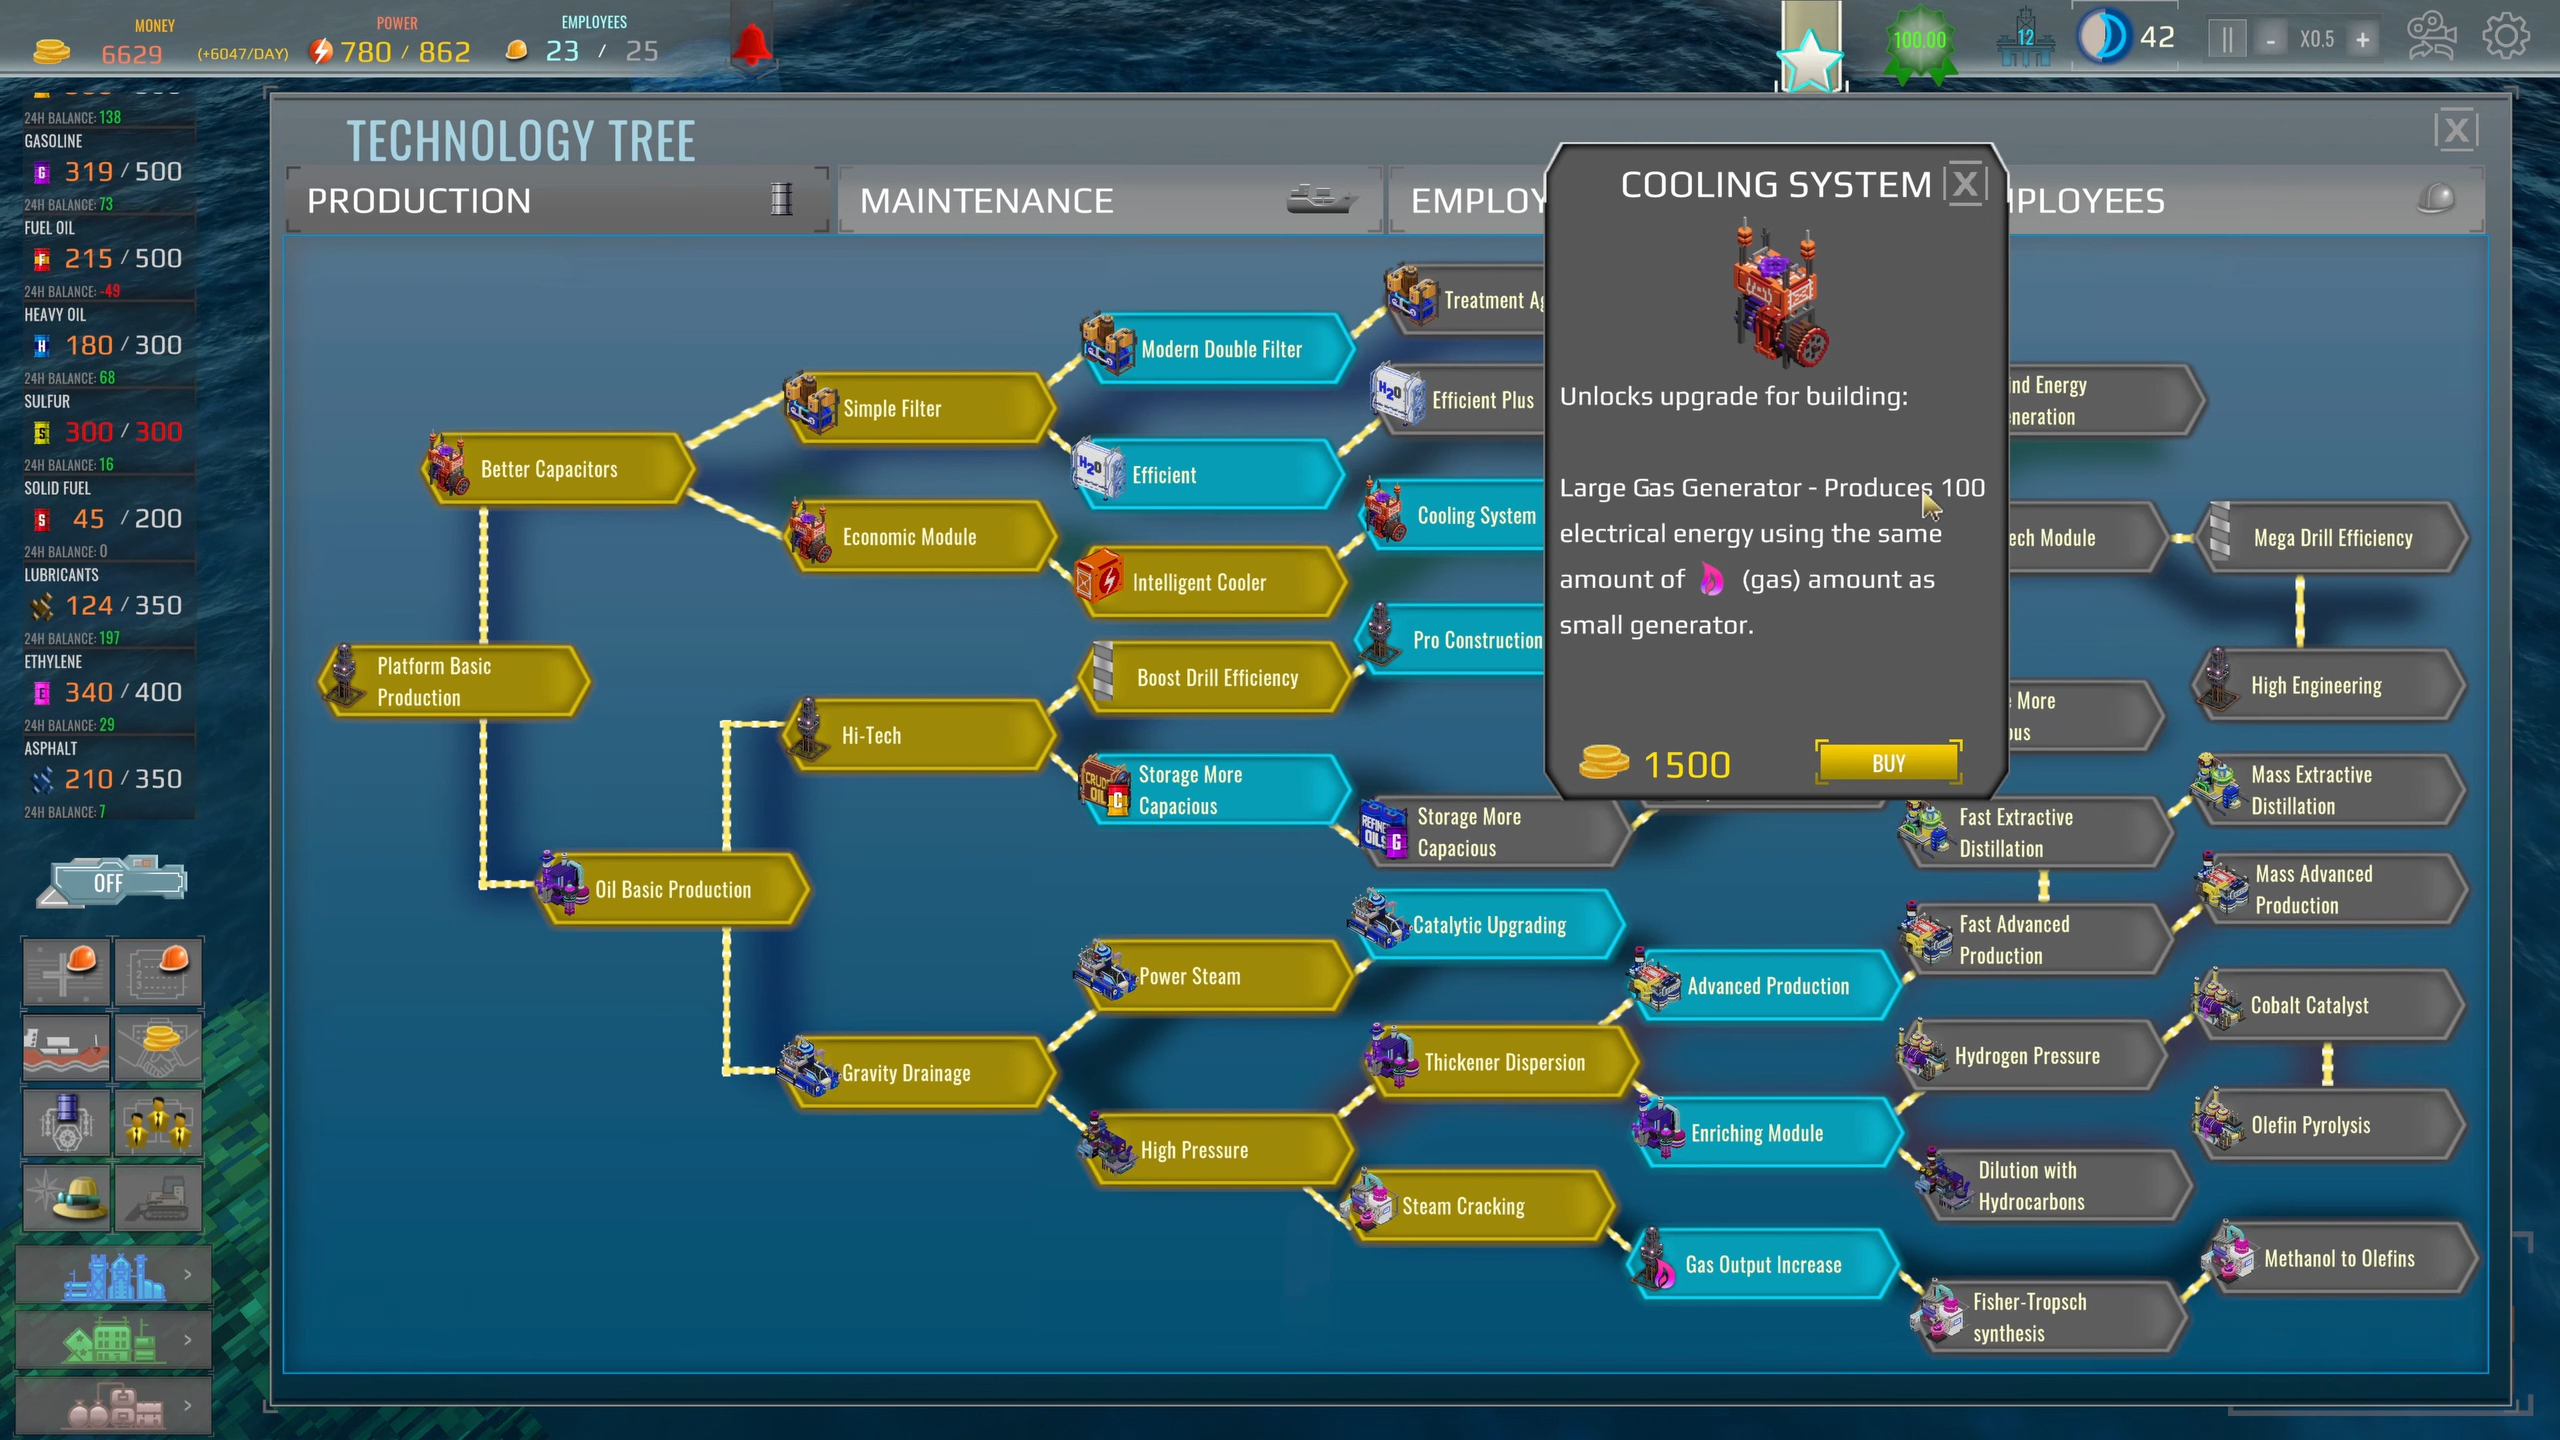 MONEY
6629
(+6047/DAY)
POWER
780 / 862
EMPLOYEES
23 / 25
100.00
12
42
X0.5
24H BALANCE: 138
GASOLINE
319 / 500
24H BALANCE: 73
FUEL OIL
215 / 500
24H BALANCE: -49
HEAVY OIL
180 / 300
24H BALANCE: 68
SULFUR
300 / 300
24H BALANCE: 16
SOLID FUEL
45 / 200
24H BALANCE: 0
LUBRICANTS
124 / 350
24H BALANCE: 197
ETHYLENE
340 / 400
24H BALANCE: 29
ASPHALT
210 / 350
24H BALANCE: 7
OFF
TECHNOLOGY TREE
PRODUCTION
MAINTENANCE
EMPLOY
PLOYEES
Platform Basic
Production
Better Capacitors
Oil Basic Production
Simple Filter
Economic Module
Hi-Tech
Gravity Drainage
Modern Double Filter
Efficient
Intelligent Cooler
Boost Drill Efficiency
Storage More
Capacious
Power Steam
High Pressure
Efficient Plus
Cooling System
Pro Construction
Storage More
Capacious
Catalytic Upgrading
Thickener Dispersion
Steam Cracking
Advanced Production
Enriching Module
Gas Output Increase
COOLING SYSTEM
Unlocks upgrade for building:
Large Gas Generator - Produces 100
electrical energy using the same
amount of (gas) amount as
small generator.
1500
BUY
Energy
More
Module
Fast Extractive
Distillation
Fast Advanced
Production
Hydrogen Pressure
Dilution with
Hydrocarbons
Fisher-Tropsch
synthesis
Mega Drill Efficiency
High Engineering
Mass Extractive
Distillation
Mass Advanced
Production
Cobalt Catalyst
Olefin Pyrolysis
Methanol to Olefins